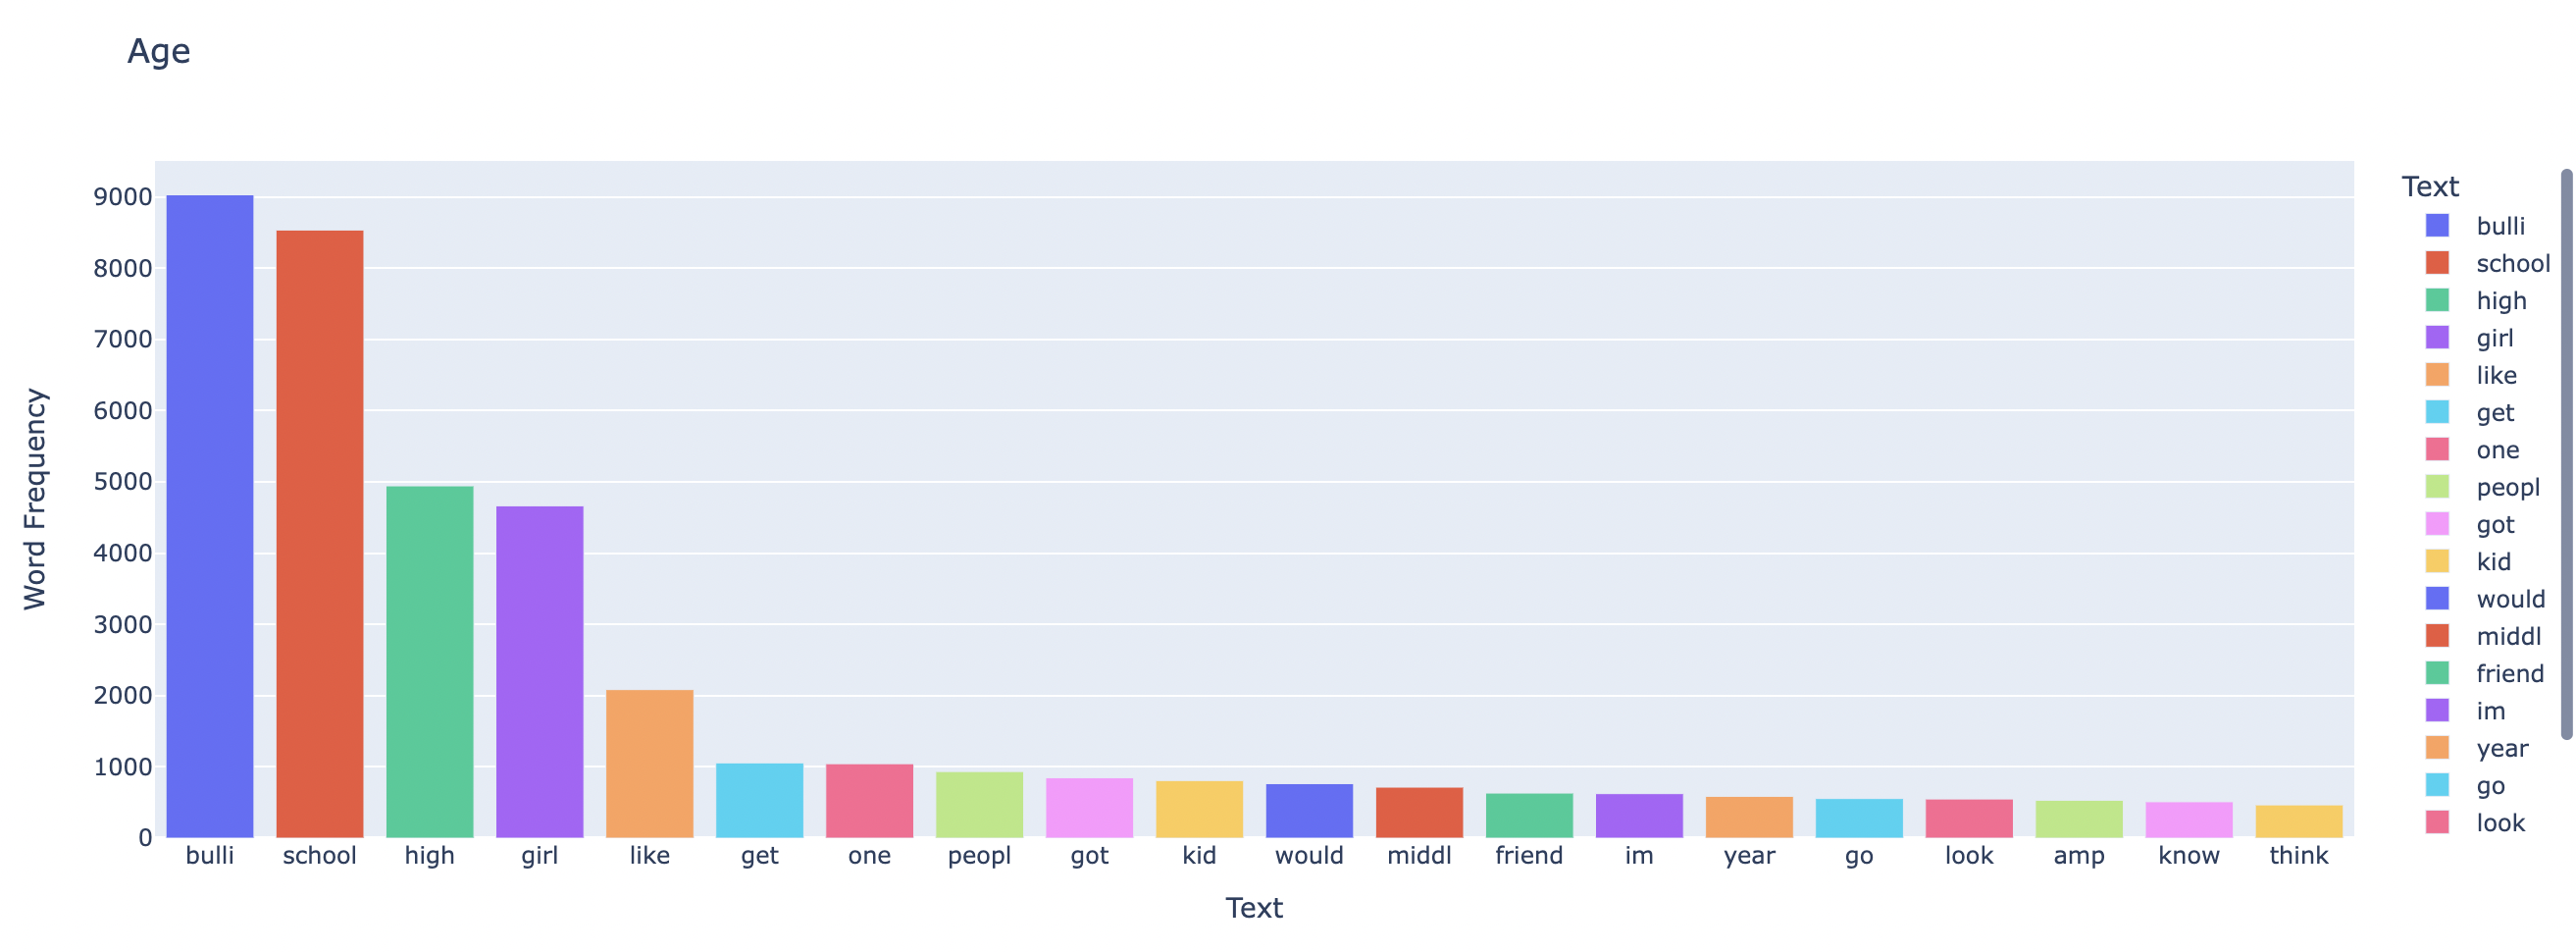 Age
Word Frequency
9000
8000
7000
6000
5000
4000
3000
2000
1000
0
bulli school high girl like get one peopl got kid would middl friend im year go look amp know think
Text
Text
bulli
school
high
girl
like
get
one
peopl
got
kid
would
middl
friend
im
year
go
look